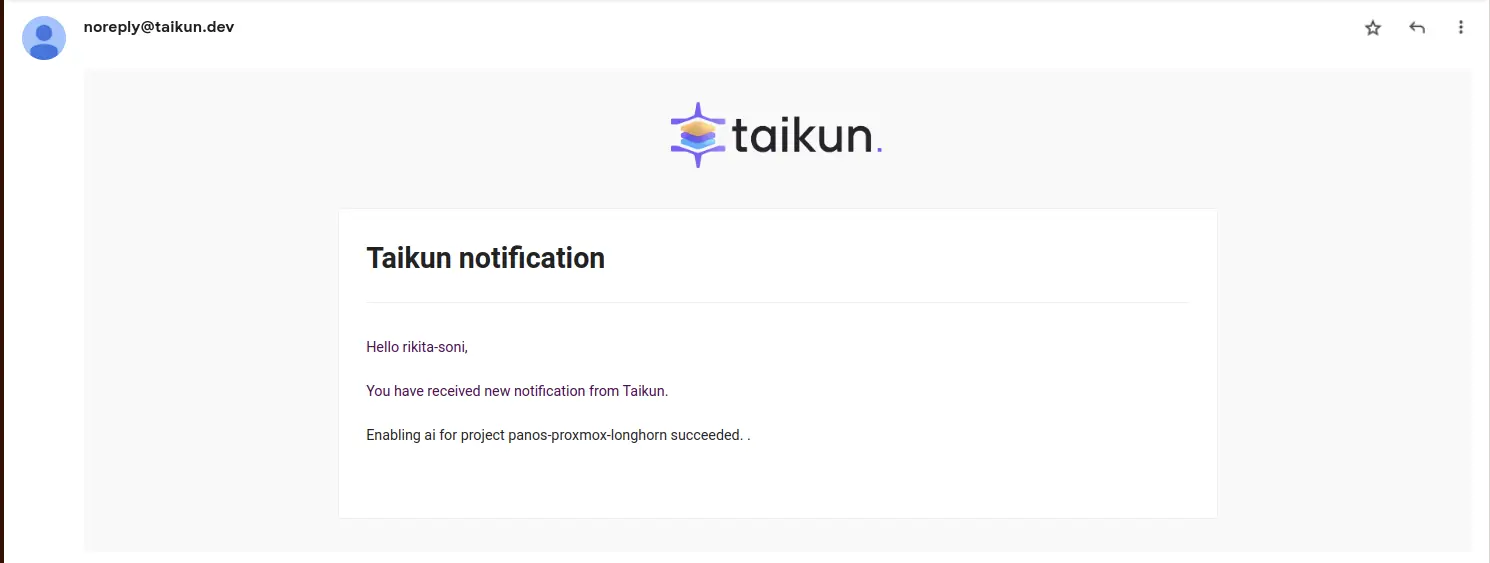 noreply@taikun.dev
taikun.
Taikun notification
Hello rikita-soni,
You have received new notification from Taikun.
Enabling ai for project panos-proxmox-longhorn succeeded. .